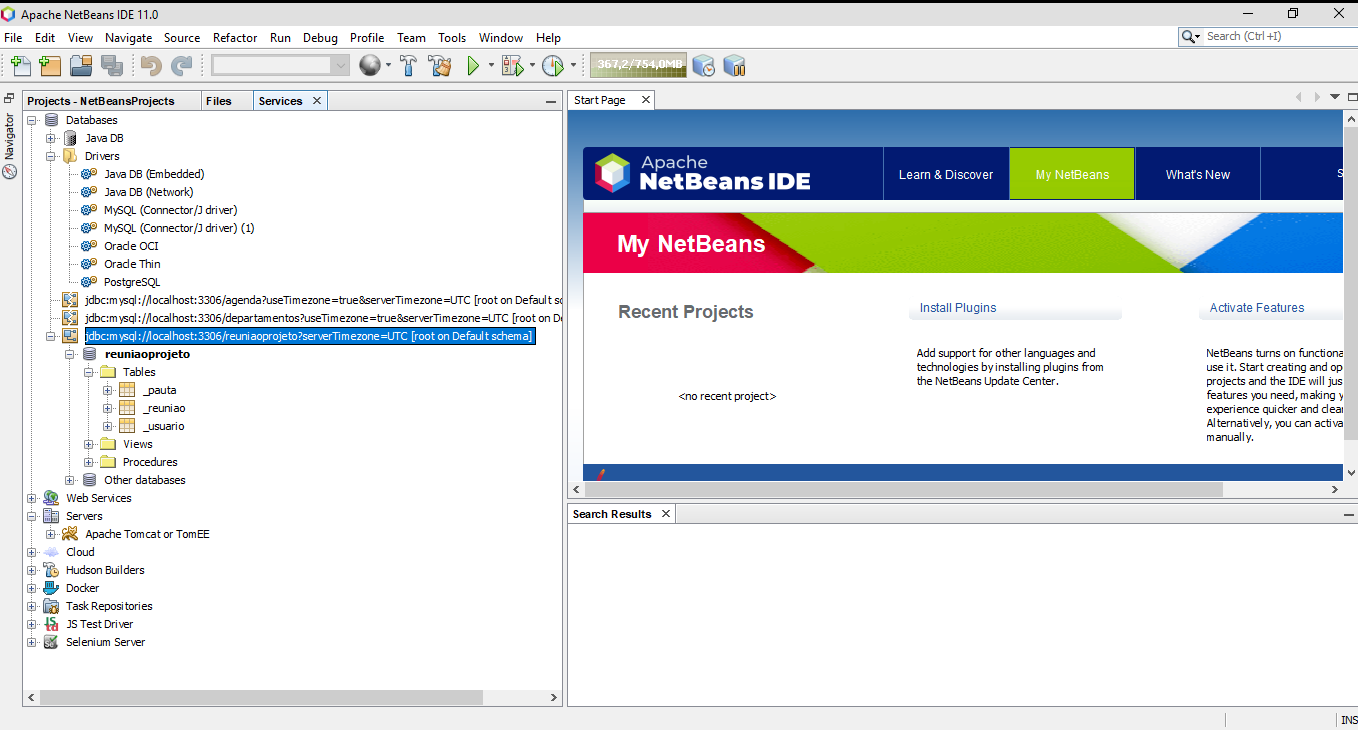 Apache NetBeans IDE 11.0
File Edit View Navigate Source Refactor Run Debug Profile Team Tools Window Help
Search (Ctrl+I)
367,2/754,0MB
Navigator
Projects - NetBeansProjects Files Services
Databases
Java DB
Drivers
Java DB (Embedded)
Java DB (Network)
MySQL (Connector/J driver)
MySQL (Connector/J driver) (1)
Oracle OCI
Oracle Thin
PostgreSQL
jdbc:mysql://localhost:3306/agenda?useTimezone=true&serverTimezone=UTC [root on Default sc
jdbc:mysql://localhost:3306/departamentos?useTimezone=true&serverTimezone=UTC [root on De
jdbc:mysql://localhost:3306/reuniaoprojeto?serverTimezone=UTC [root on Default schema]
reuniaoprojeto
Tables
_pauta
_reuniao
_usuario
Views
Procedures
Other databases
Web Services
Servers
Apache Tomcat or TomEE
Cloud
Hudson Builders
Docker
Task Repositories
JS Test Driver
Selenium Server
Start Page
Apache
NetBeans IDE
Learn & Discover
My NetBeans
What's New
S
My NetBeans
Recent Projects
<no recent project>
Install Plugins
Add support for other languages and
technologies by installing plugins from
the NetBeans Update Center.
Activate Features
NetBeans turns on functiona
use it. Start creating and op
projects and the IDE will jus
features you need, making y
experience quicker and clean
Alternatively, you can activa
manually.
Search Results
INS